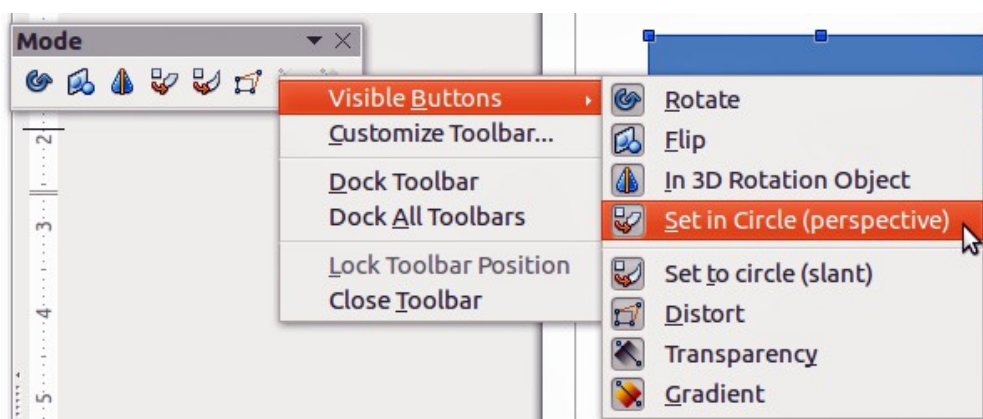 Mode
Visible Buttons
Customize Toolbar...
Dock Toolbar
Dock All Toolbars
Lock Toolbar Position
Close Toolbar
Rotate
Flip
In 3D Rotation Object
Set in Circle (perspective)
Set to circle (slant)
Distort
Transparency
Gradient
2
3
4
5